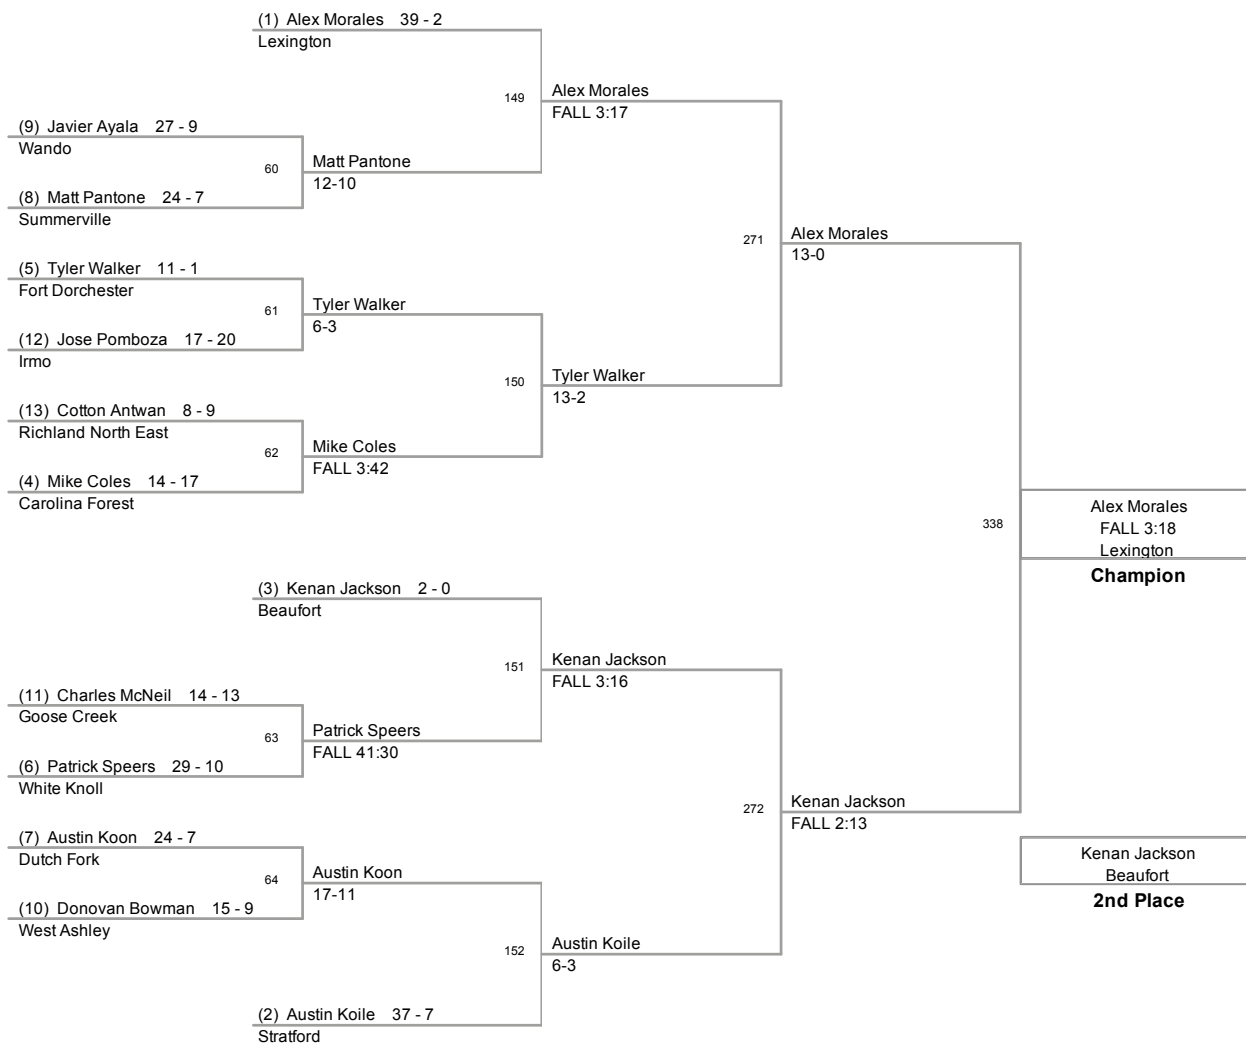 (1) Alex Morales 39 - 2
Lexington
149
Alex Morales
FALL 3:17
(9) Javier Ayala 27 - 9
Wando
60
Matt Pantone
12-10
(8) Matt Pantone 24 - 7
Summerville
271
Alex Morales
13-0
(5) Tyler Walker 11 - 1
Fort Dorchester
61
Tyler Walker
6-3
(12) Jose Pomboza 17 - 20
Irmo
150
Tyler Walker
13-2
(13) Cotton Antwan 8 - 9
Richland North East
62
Mike Coles
FALL 3:42
(4) Mike Coles 14 - 17
Carolina Forest
338
Alex Morales
FALL 3:18
Lexington
Champion
(3) Kenan Jackson 2 - 0
Beaufort
151
Kenan Jackson
FALL 3:16
(11) Charles McNeil 14 - 13
Goose Creek
63
Patrick Speers
FALL 41:30
(6) Patrick Speers 29 - 10
White Knoll
272
Kenan Jackson
FALL 2:13
(7) Austin Koon 24 - 7
Dutch Fork
64
Austin Koon
17-11
(10) Donovan Bowman 15 - 9
West Ashley
Kenan Jackson
Beaufort
2nd Place
152
Austin Koile
6-3
(2) Austin Koile 37 - 7
Stratford